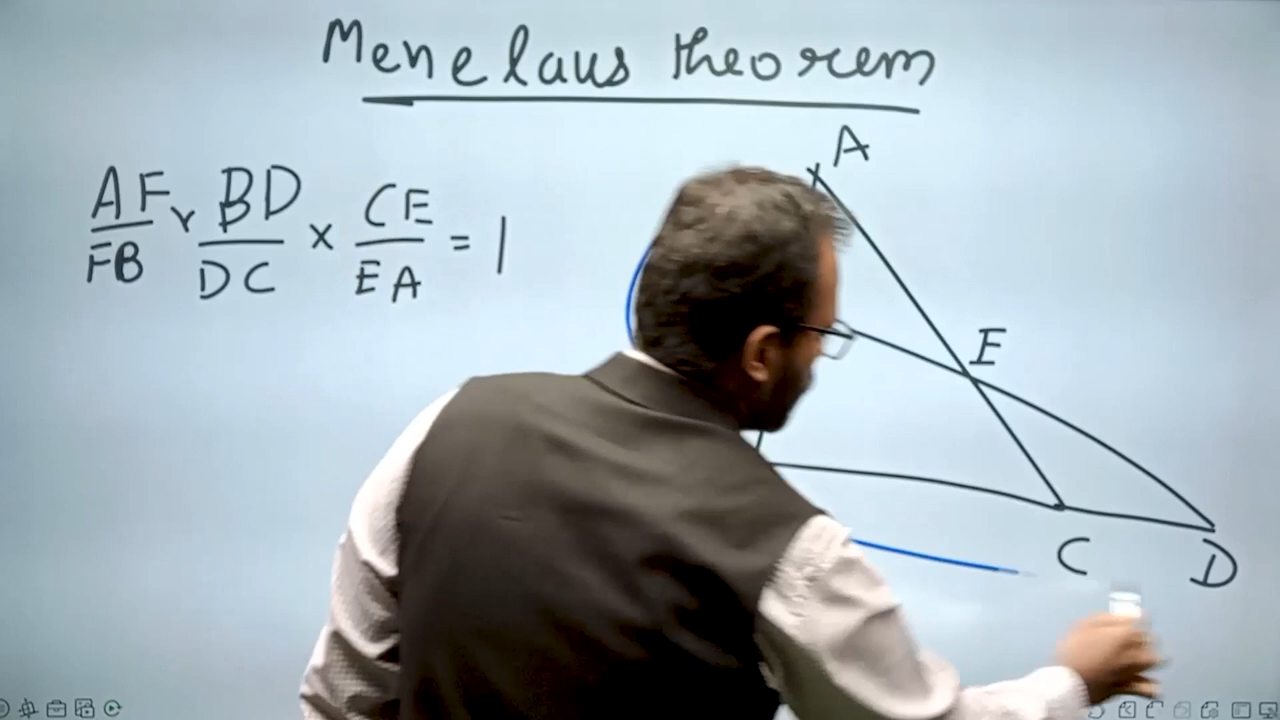 Menelaus theorem
AF/FB × BD/DC × CE/EA = 1
A
E
C
D